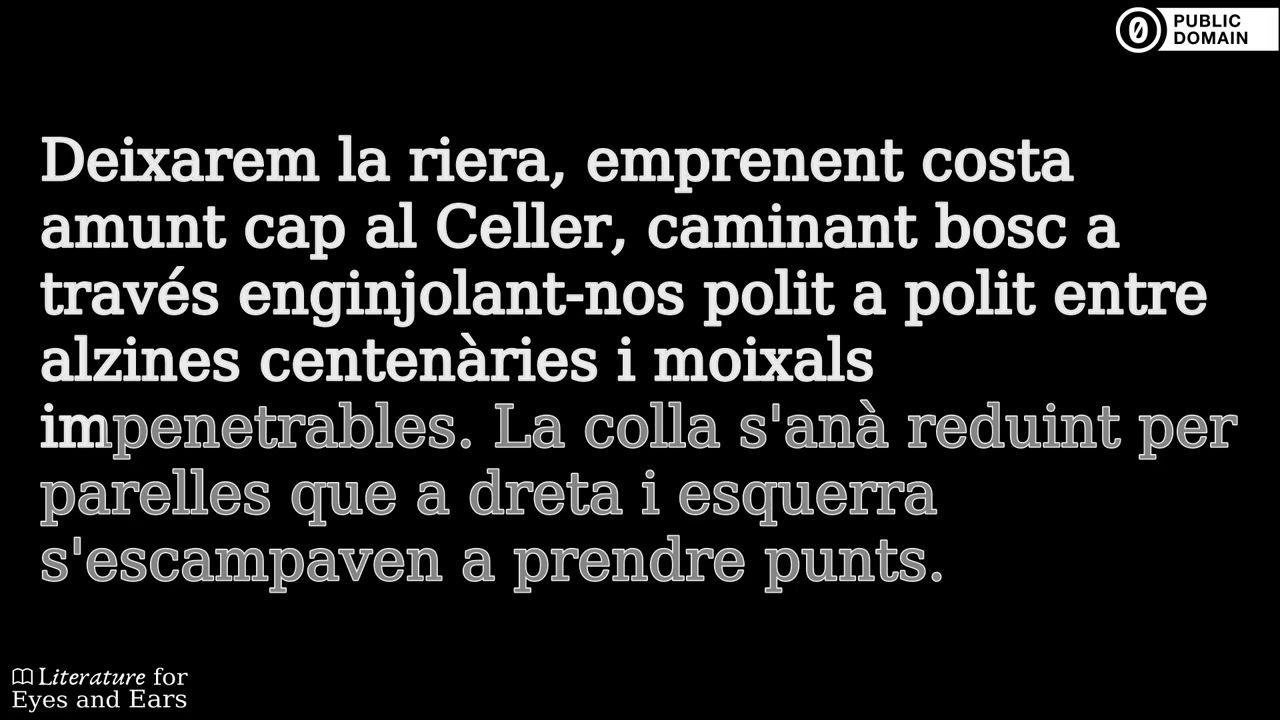 PUBLIC
DOMAIN
Deixarem la riera, emprenent costa
amunt cap al Celler, caminant bosc a
través enginjolant-nos polit a polit entre
alzines centenàries i moixals
impenetrables. La colla s'anà reduint per
parelles que a dreta i esquerra
s'escampaven a prendre punts.
Literature for
Eyes and Ears